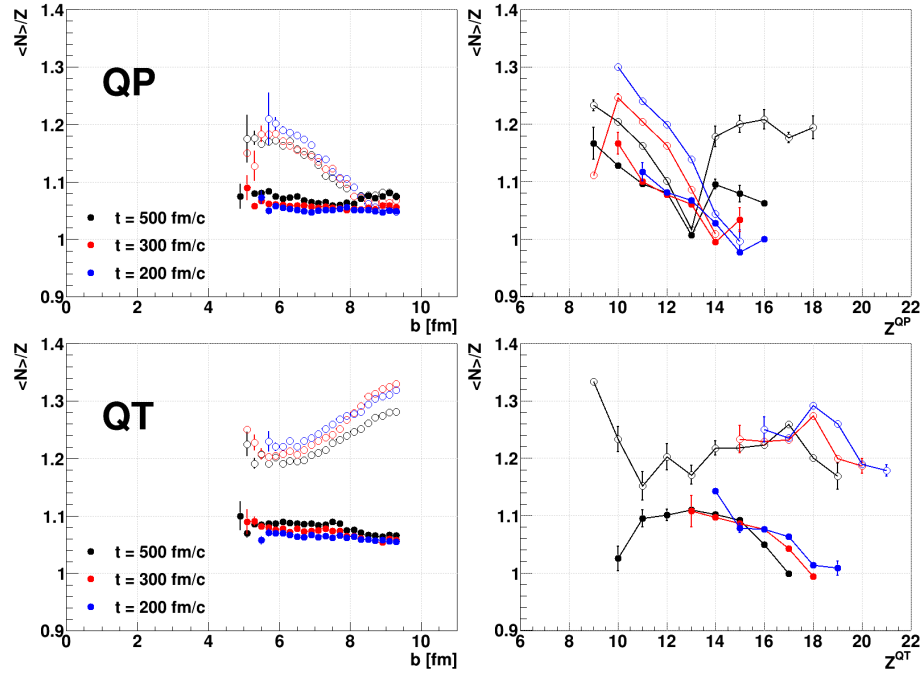 <N>/Z
1.4
1.3
1.2
1.1
1
0.9
QP
t = 500 fm/c
t = 300 fm/c
t = 200 fm/c
0 2 4 6 8 10
b [fm]
<N>/Z
1.4
1.3
1.2
1.1
1
0.9
6 8 10 12 14 16 18 20 22
Z^QP
<N>/Z
1.4
1.3
1.2
1.1
1
0.9
QT
t = 500 fm/c
t = 300 fm/c
t = 200 fm/c
0 2 4 6 8 10
b [fm]
<N>/Z
1.4
1.3
1.2
1.1
1
0.9
6 8 10 12 14 16 18 20 22
Z^QT